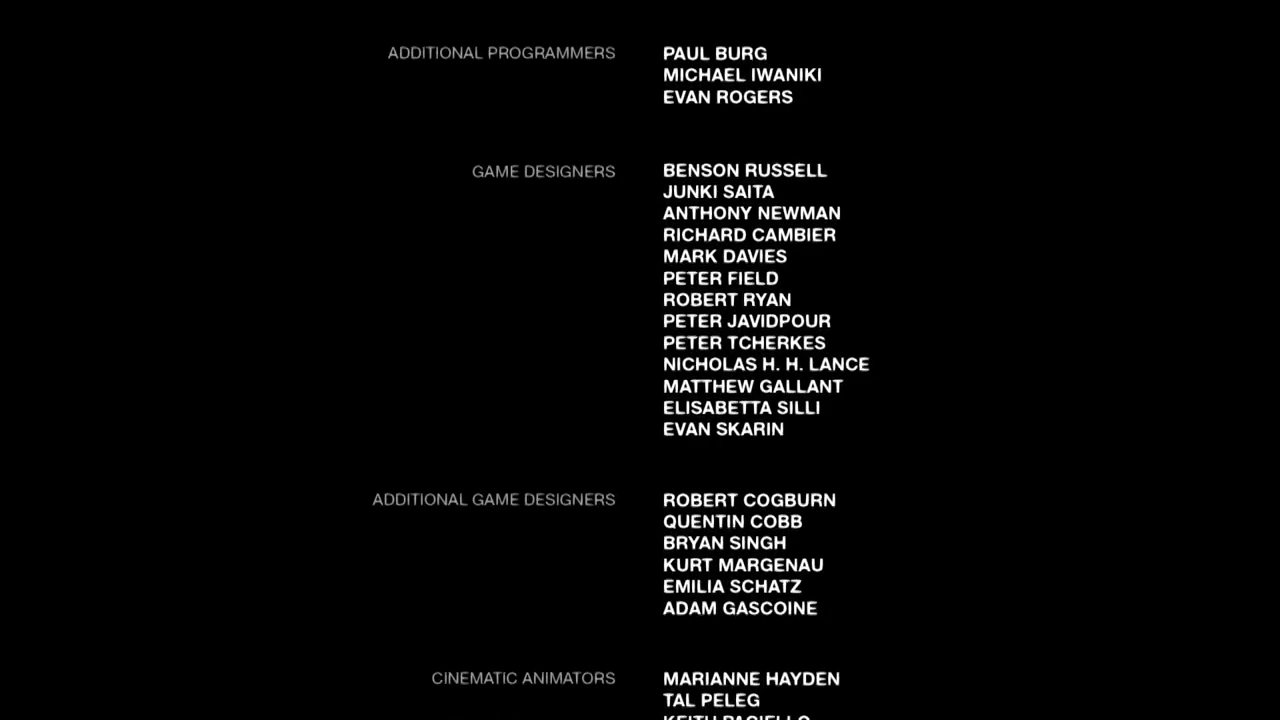 ADDITIONAL PROGRAMMERS PAUL BURG
MICHAEL IWANIKI
EVAN ROGERS
GAME DESIGNERS BENSON RUSSELL
JUNKI SAITA
ANTHONY NEWMAN
RICHARD CAMBIER
MARK DAVIES
PETER FIELD
ROBERT RYAN
PETER JAVIDPOUR
PETER TCHERKES
NICHOLAS H. H. LANCE
MATTHEW GALLANT
ELISABETTA SILLI
EVAN SKARIN
ADDITIONAL GAME DESIGNERS ROBERT COGBURN
QUENTIN COBB
BRYAN SINGH
KURT MARGENAU
EMILIA SCHATZ
ADAM GASCOINE
CINEMATIC ANIMATORS MARIANNE HAYDEN
TAL PELEG
KEITH PACIELLO